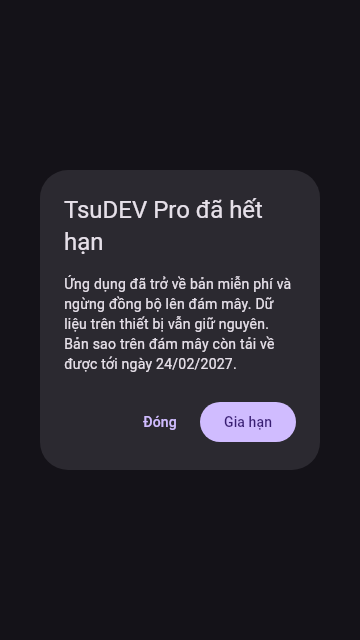 TsuDEV Pro đã hết
hạn
Ứng dụng đã trở về bản miễn phí và
ngừng đồng bộ lên đám mây. Dữ
liệu trên thiết bị vẫn giữ nguyên.
Bản sao trên đám mây còn tải về
được tới ngày 24/02/2027.
Đóng
Gia hạn